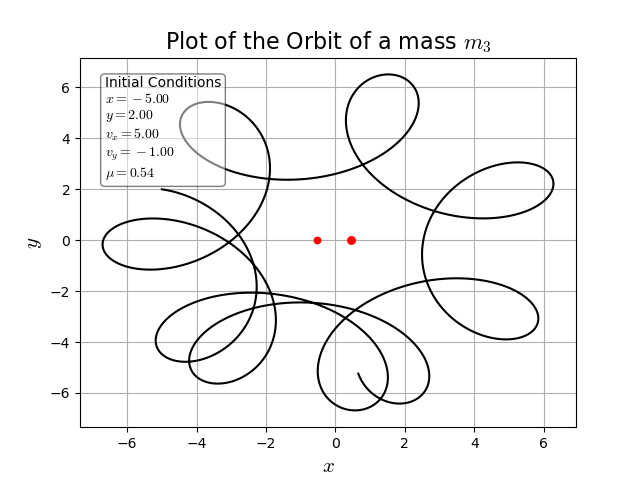 Plot of the Orbit of a mass m₃
Initial Conditions
x = −5.00
y = 2.00
vₓ = 5.00
v_y = −1.00
μ = 0.54
6
4
2
0
−2
−4
−6
y
−6
−4
−2
0
2
4
6
x